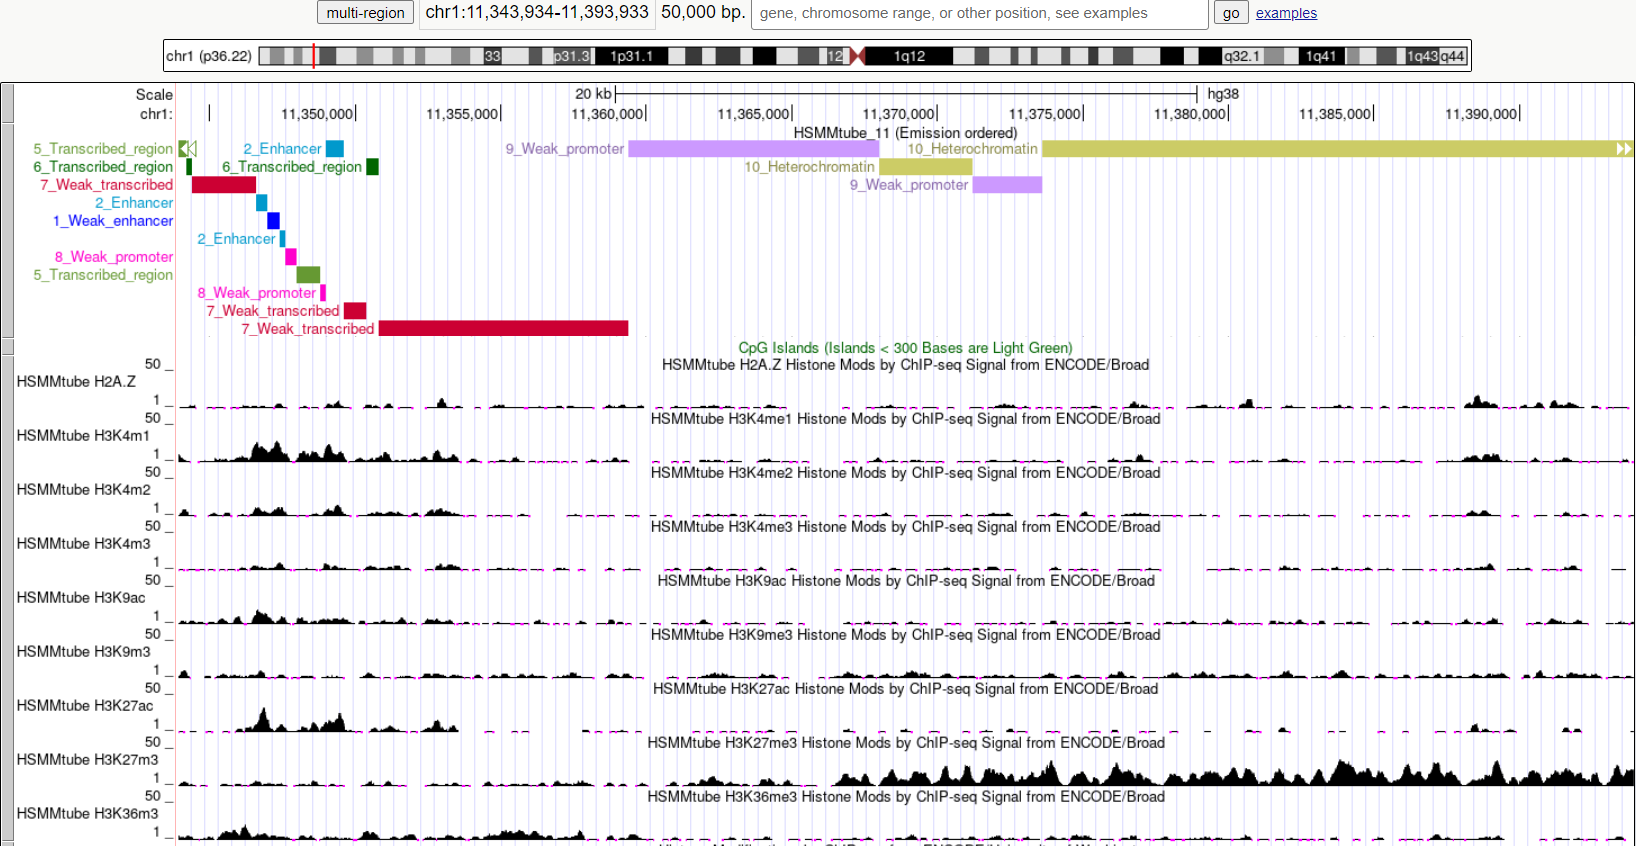 multi-region chr1:11,343,934-11,393,933 50,000 bp. gene, chromosome range, or other position, see examples go examples
chr1 (p36.22) 33 p31.3 1p31.1 12 1q12 q32.1 1q41 1q43 q44
Scale 20 kb hg38
chr1: 11,350,000 11,355,000 11,360,000 11,365,000 11,370,000 11,375,000 11,380,000 11,385,000 11,390,000
HSMMtube_11 (Emission ordered)
5_Transcribed_region 2_Enhancer 9_Weak_promoter 10_Heterochromatin
6_Transcribed_region 6_Transcribed_region 10_Heterochromatin
7_Weak_transcribed 9_Weak_promoter
2_Enhancer
1_Weak_enhancer
2_Enhancer
8_Weak_promoter
5_Transcribed_region
8_Weak_promoter
7_Weak_transcribed
7_Weak_transcribed
CpG Islands (Islands < 300 Bases are Light Green)
HSMMtube H2A.Z Histone Mods by ChIP-seq Signal from ENCODE/Broad
50
HSMMtube H2A.Z
1
HSMMtube H3K4me1 Histone Mods by ChIP-seq Signal from ENCODE/Broad
50
HSMMtube H3K4m1
1
HSMMtube H3K4me2 Histone Mods by ChIP-seq Signal from ENCODE/Broad
50
HSMMtube H3K4m2
1
HSMMtube H3K4me3 Histone Mods by ChIP-seq Signal from ENCODE/Broad
50
HSMMtube H3K4m3
1
HSMMtube H3K9ac Histone Mods by ChIP-seq Signal from ENCODE/Broad
50
HSMMtube H3K9ac
1
HSMMtube H3K9me3 Histone Mods by ChIP-seq Signal from ENCODE/Broad
50
HSMMtube H3K9m3
1
HSMMtube H3K27ac Histone Mods by ChIP-seq Signal from ENCODE/Broad
50
HSMMtube H3K27ac
1
HSMMtube H3K27me3 Histone Mods by ChIP-seq Signal from ENCODE/Broad
50
HSMMtube H3K27m3
1
HSMMtube H3K36me3 Histone Mods by ChIP-seq Signal from ENCODE/Broad
50
HSMMtube H3K36m3
1